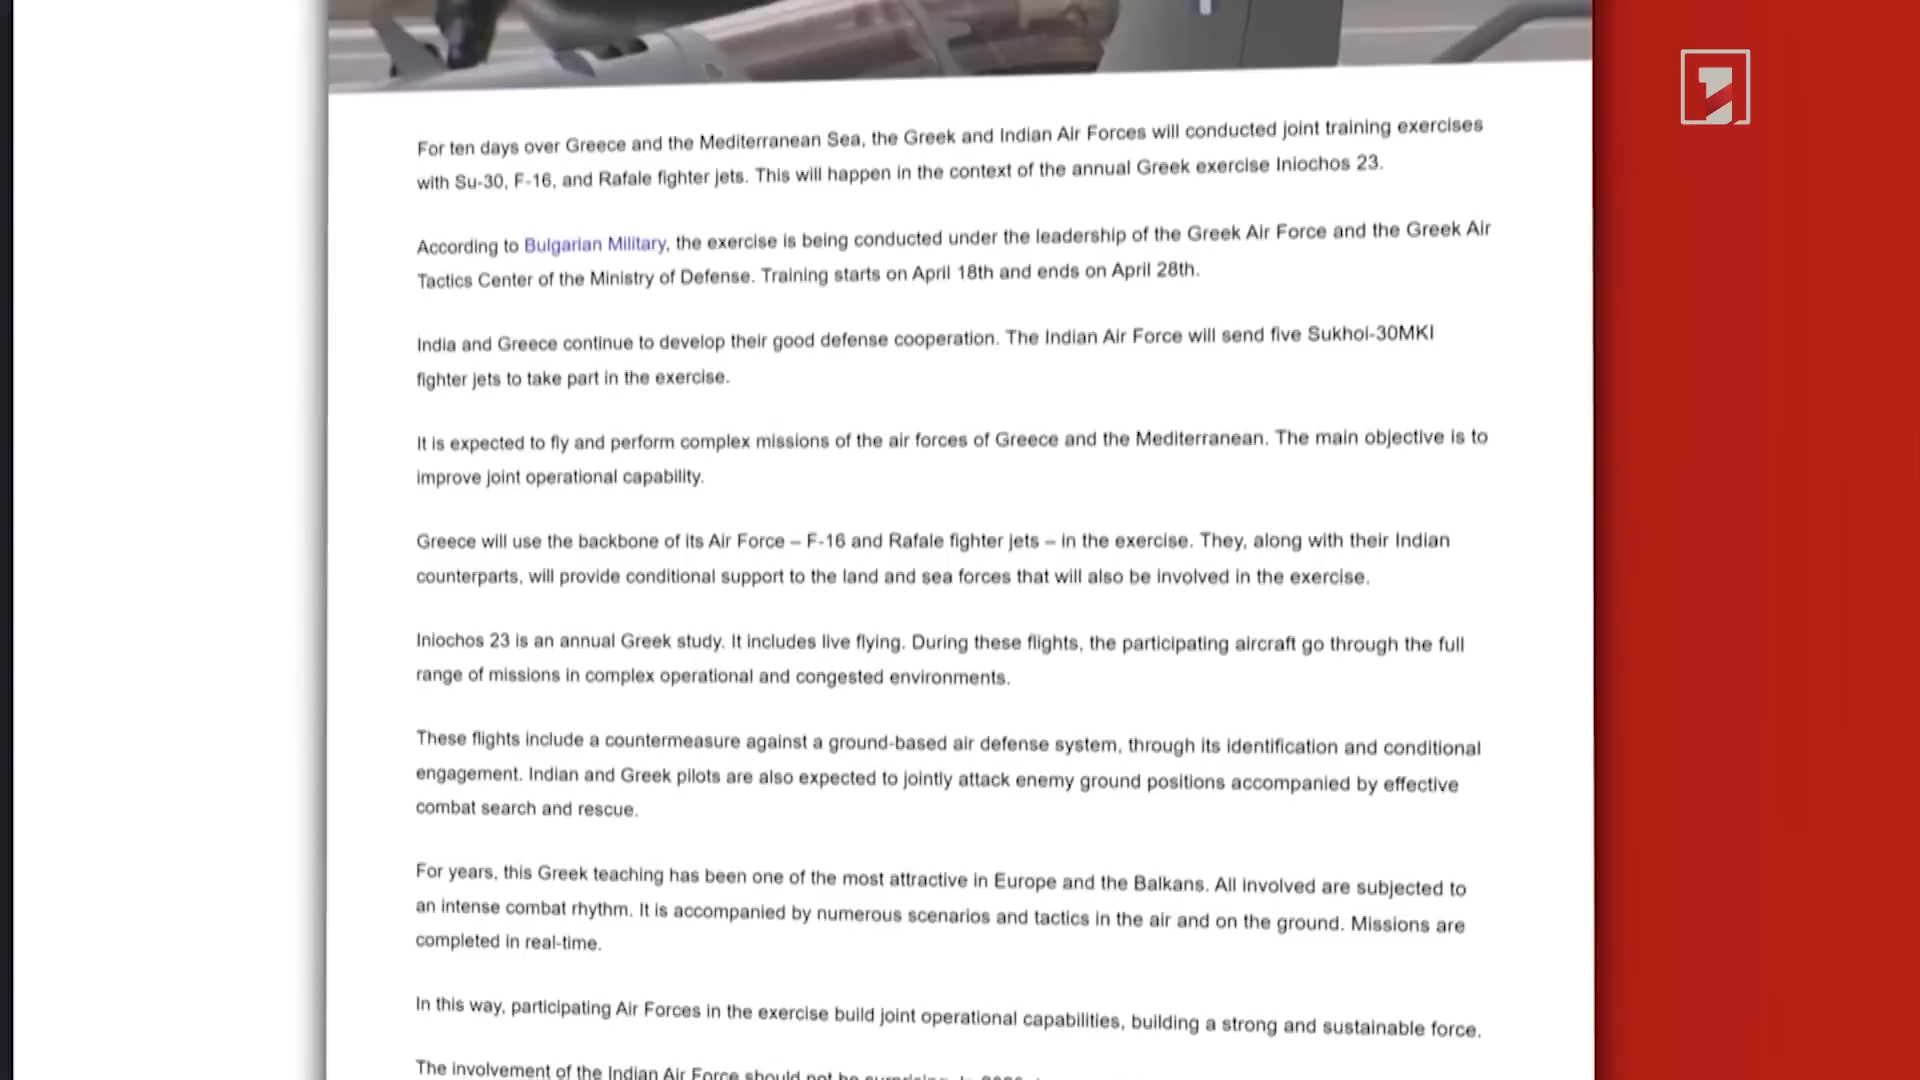 For ten days over Greece and the Mediterranean Sea, the Greek and Indian Air Forces will conducted joint training exercises
with Su-30, F-16, and Rafale fighter jets. This will happen in the context of the annual Greek exercise Iniochos 23.
According to Bulgarian Military, the exercise is being conducted under the leadership of the Greek Air Force and the Greek Air
Tactics Center of the Ministry of Defense. Training starts on April 18th and ends on April 28th.
India and Greece continue to develop their good defense cooperation. The Indian Air Force will send five Sukhoi-30MKI
fighter jets to take part in the exercise.
It is expected to fly and perform complex missions of the air forces of Greece and the Mediterranean. The main objective is to
improve joint operational capability.
Greece will use the backbone of its Air Force – F-16 and Rafale fighter jets – in the exercise. They, along with their Indian
counterparts, will provide conditional support to the land and sea forces that will also be involved in the exercise.
Iniochos 23 is an annual Greek study. It includes live flying. During these flights, the participating aircraft go through the full
range of missions in complex operational and congested environments.
These flights include a countermeasure against a ground-based air defense system, through its identification and conditional
engagement. Indian and Greek pilots are also expected to jointly attack enemy ground positions accompanied by effective
combat search and rescue.
For years, this Greek teaching has been one of the most attractive in Europe and the Balkans. All involved are subjected to
an intense combat rhythm. It is accompanied by numerous scenarios and tactics in the air and on the ground. Missions are
completed in real-time.
In this way, participating Air Forces in the exercise build joint operational capabilities, building a strong and sustainable force.
The involvement of the Indian Air Force should not be